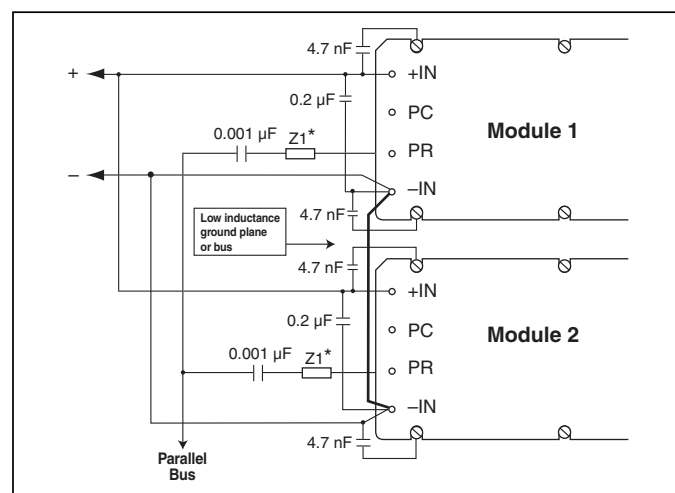 4.7 nF
+
+IN
0.2 µF
PC
Module 1
0.001 µF
Z1*
PR
–
–IN
4.7 nF
Low inductance
ground plane
or bus
4.7 nF
+IN
0.2 µF
PC
Module 2
0.001 µF
Z1*
PR
–IN
4.7 nF
Parallel
Bus